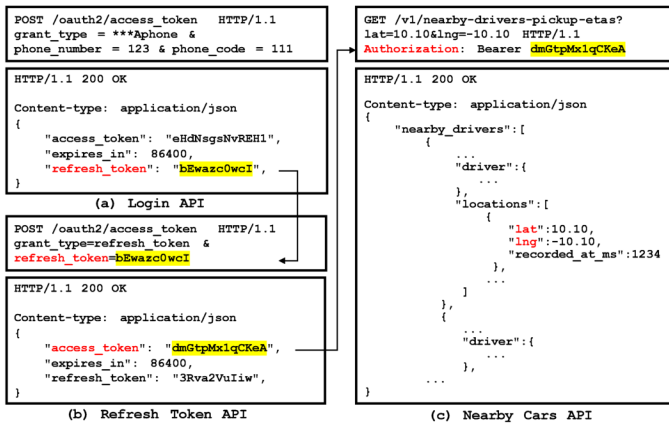 POST /oauth2/access_token HTTP/1.1
grant_type = ***Aphone &
phone_number = 123 & phone_code = 111
HTTP/1.1 200 OK
Content-type: application/json
{
"access_token": "eHdNsgsNvREH1",
"expires_in": 86400,
"refresh_token": "bEwazc0wcI",
}
(a) Login API
POST /oauth2/access_token HTTP/1.1
grant_type=refresh_token &
refresh_token=bEwazc0wcI
HTTP/1.1 200 OK
Content-type: application/json
{
"access_token": "dmGtpMx1qCKeA",
"expires_in": 86400,
"refresh_token": "3Rva2VuIiw",
}
(b) Refresh Token API
GET /v1/nearby-drivers-pickup-etas?
lat=10.10&lng=-10.10 HTTP/1.1
Authorization: Bearer dmGtpMx1qCKeA
HTTP/1.1 200 OK
Content-type: application/json
{
"nearby_drivers":[
{
...
"driver":{
...
},
"locations":[
{
"lat":10.10,
"lng":-10.10,
"recorded_at_ms":1234
},
...
]
},
{
...
"driver":{
...
},
...
}
(c) Nearby Cars API